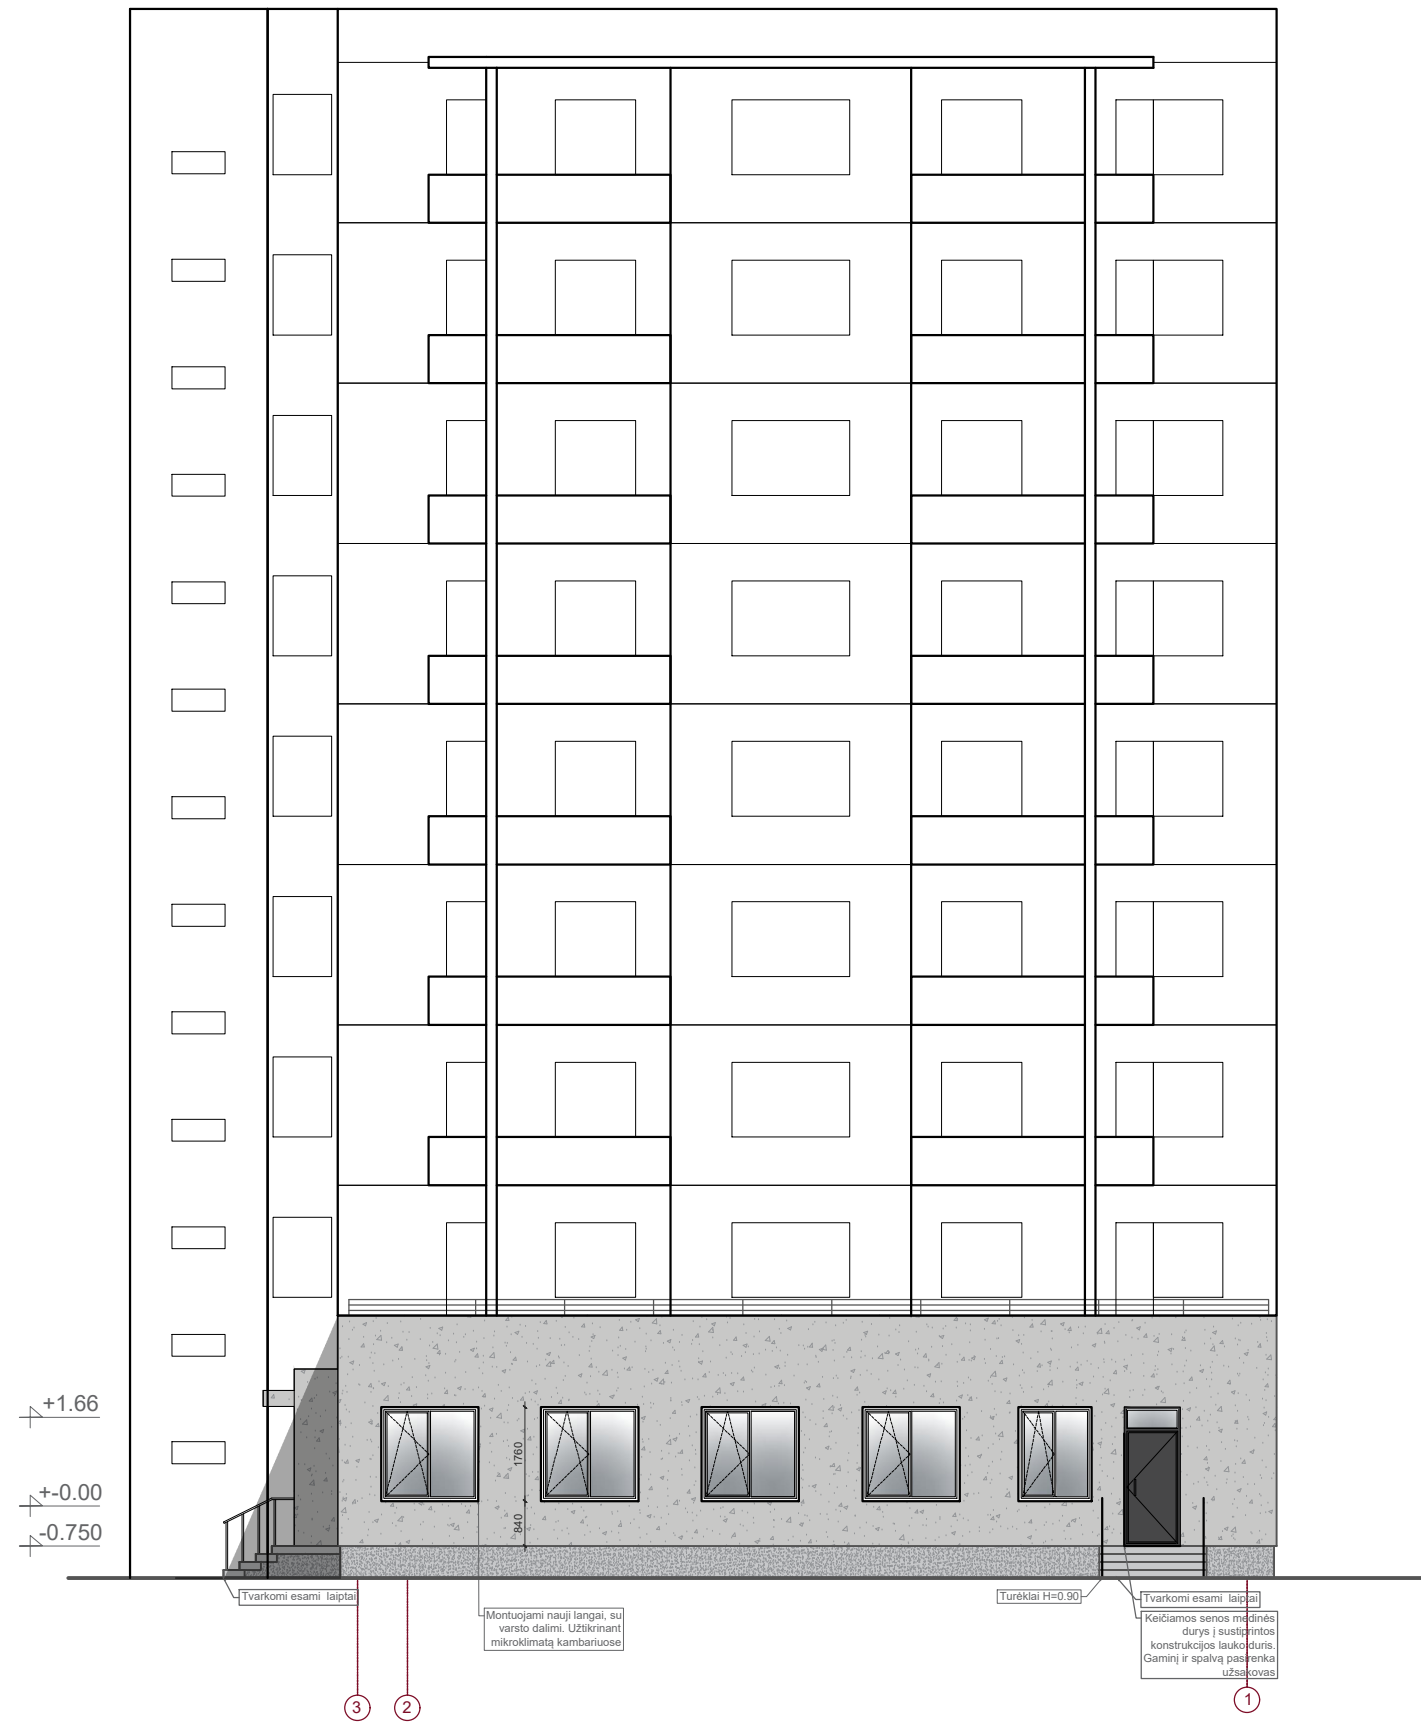 +1.66
+-0.00
-0.750
1760
840
Tvarkomi esami laiptai
Montuojami nauji langai, su
varsto dalimi. Užtikrinant
mikroklimatą kambariuose
Turėklai H=0.90
Tvarkomi esami laiptai
Keičiamos senos medinės
durys į sustiprintos
konstrukcijos lauko duris.
Gaminį ir spalvą pasirenka
užsakovas
3
2
1